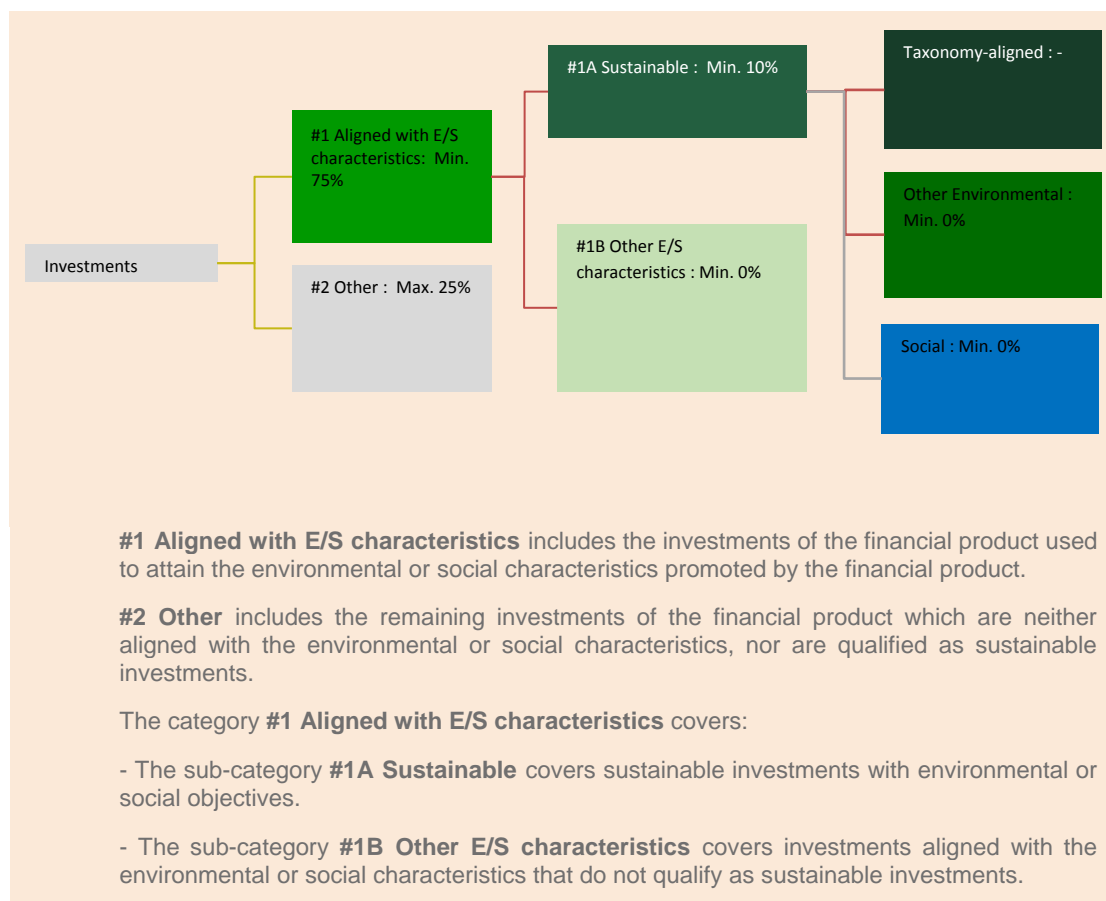 Investments
#1 Aligned with E/S
characteristics: Min.
75%
#2 Other : Max. 25%
#1A Sustainable : Min. 10%
#1B Other E/S
characteristics : Min. 0%
Taxonomy-aligned : -
Other Environmental :
Min. 0%
Social : Min. 0%
#1 Aligned with E/S characteristics includes the investments of the financial product used
to attain the environmental or social characteristics promoted by the financial product.
#2 Other includes the remaining investments of the financial product which are neither
aligned with the environmental or social characteristics, nor are qualified as sustainable
investments.
The category #1 Aligned with E/S characteristics covers:
- The sub-category #1A Sustainable covers sustainable investments with environmental or
social objectives.
- The sub-category #1B Other E/S characteristics covers investments aligned with the
environmental or social characteristics that do not qualify as sustainable investments.